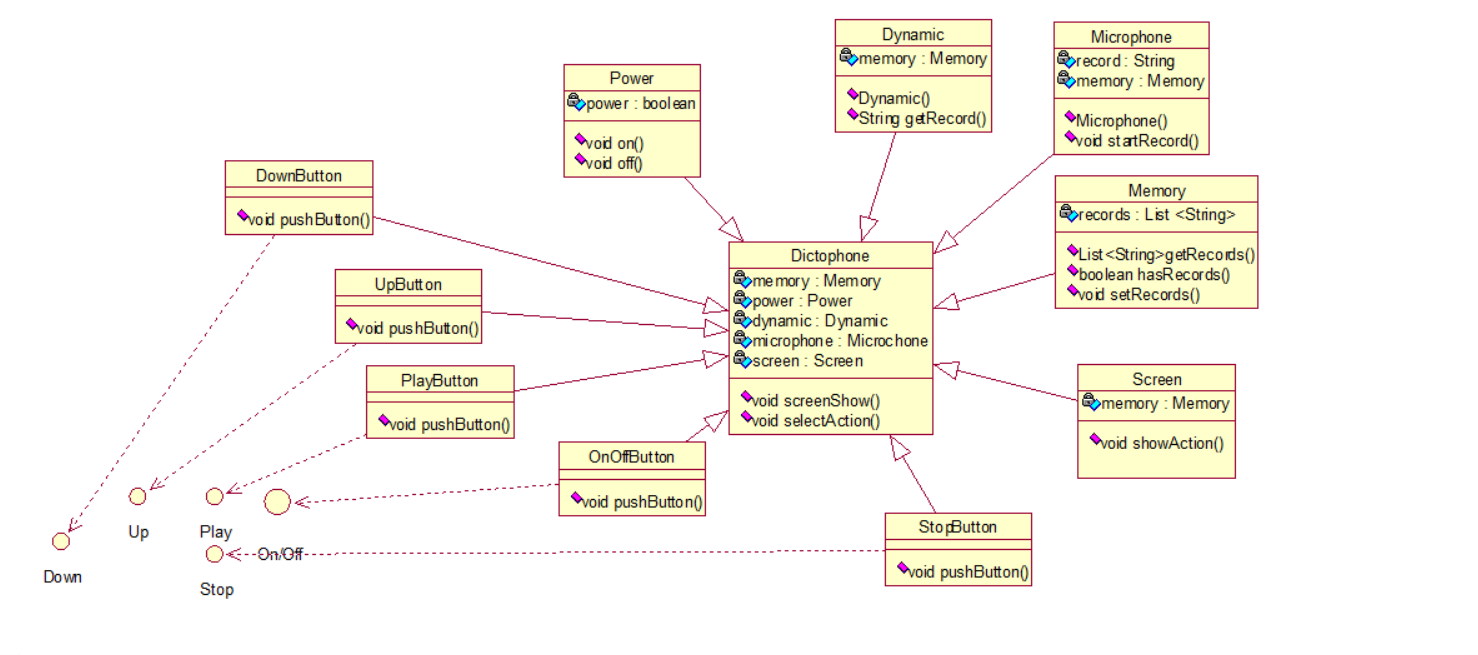 Dynamic
memory : Memory
Dynamic()
String getRecord()
Microphone
record : String
memory : Memory
Microphone()
void startRecord()
Power
power : boolean
void on()
void off()
DownButton
void pushButton()
Memory
records : List <String>
List<String>getRecords()
boolean hasRecords()
void setRecords()
Dictophone
memory : Memory
power : Power
dynamic : Dynamic
microphone : Microchone
screen : Screen
void screenShow()
void selectAction()
UpButton
void pushButton()
PlayButton
void pushButton()
Screen
memory : Memory
void showAction()
OnOffButton
void pushButton()
StopButton
void pushButton()
Up
Play
On/Off
Down
Stop